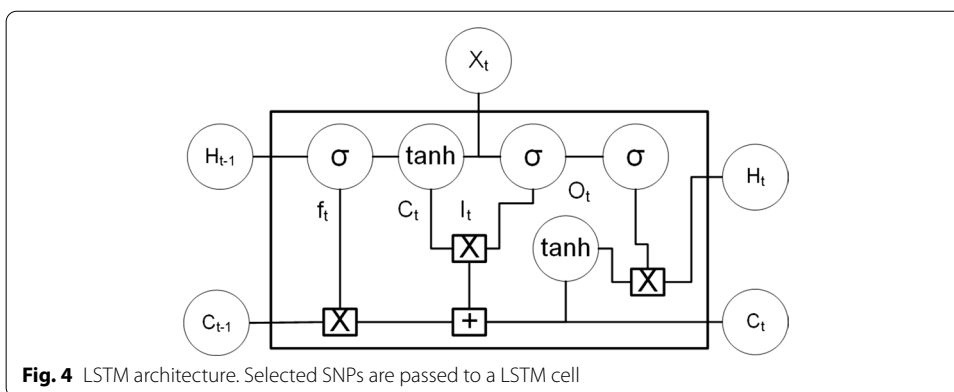 Xt
Ht-1
σ
tanh
σ
σ
Ht
ft
Ct
It
Ot
X
tanh
X
Ct-1
X
+
Ct
Fig. 4 LSTM architecture. Selected SNPs are passed to a LSTM cell